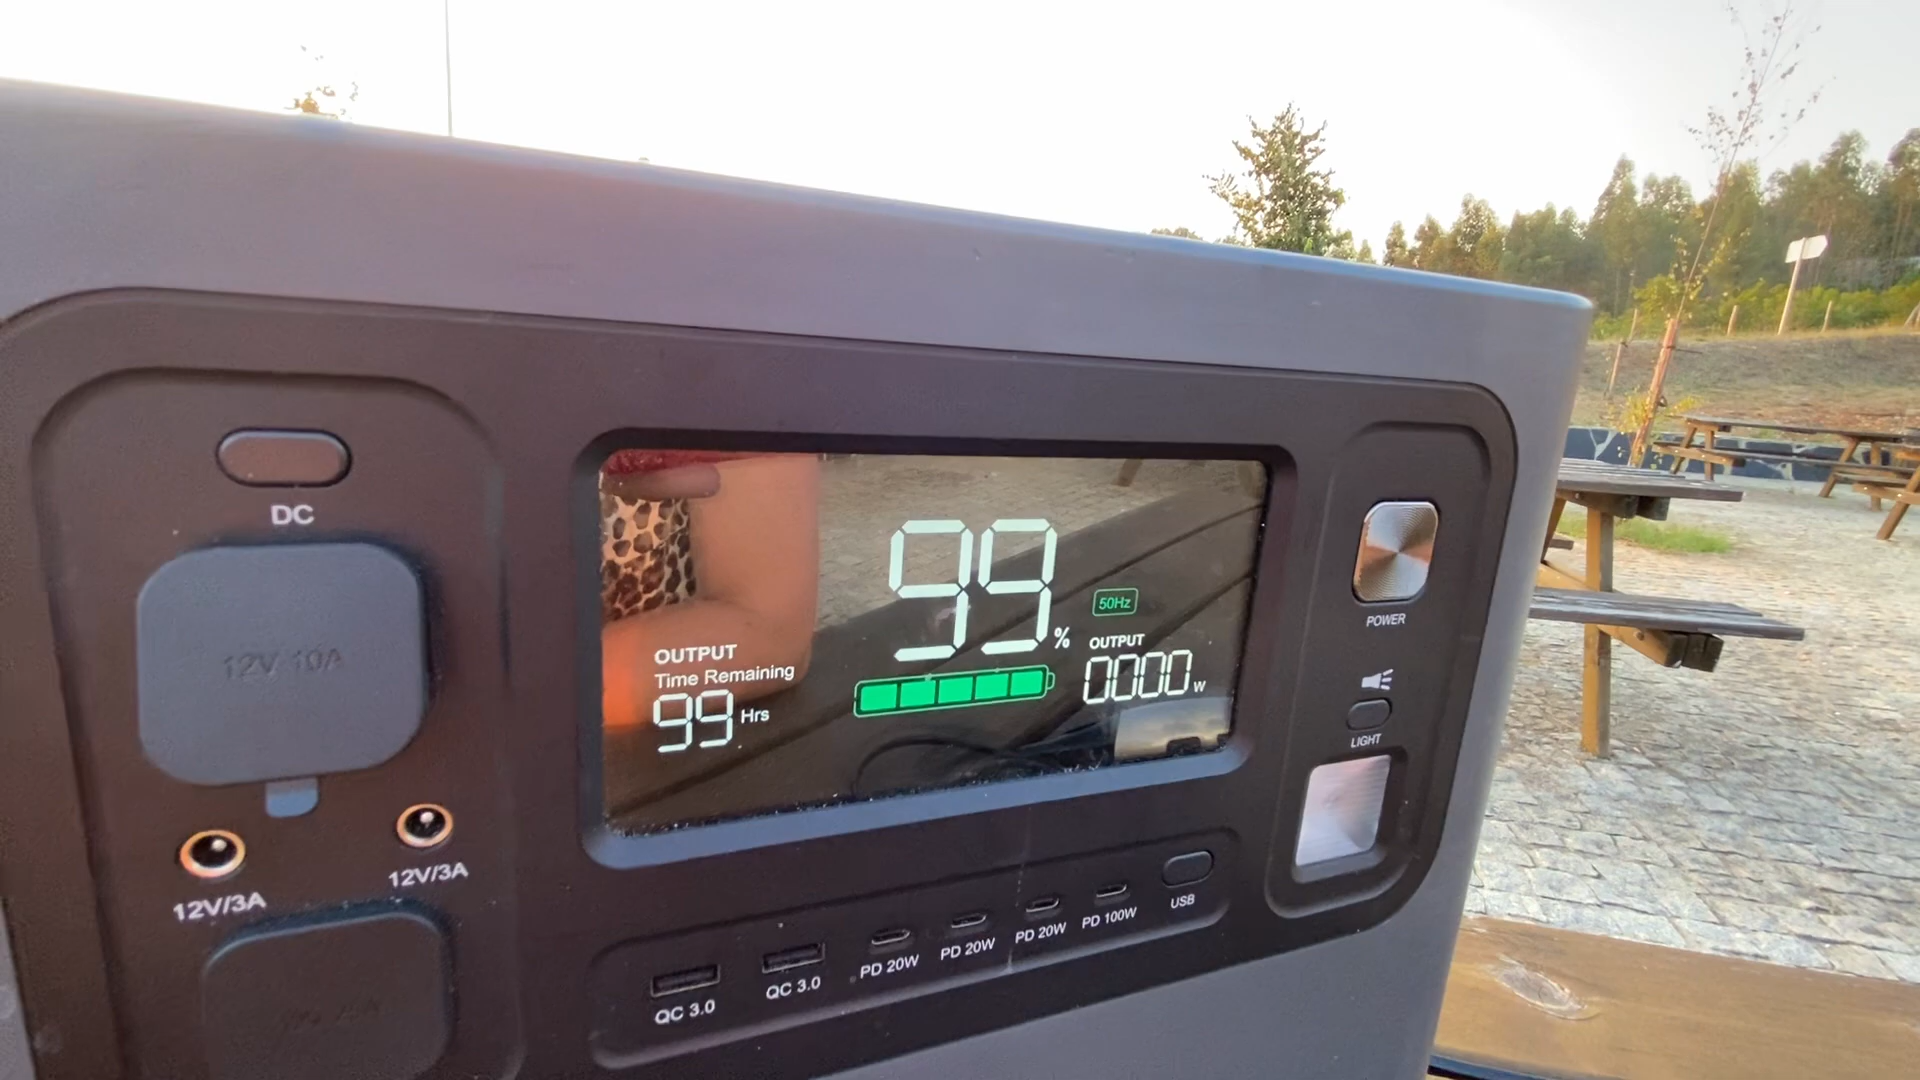 DC
12V 10A
12V/3A
12V/3A
99%
50Hz
OUTPUT
Time Remaining
99 Hrs
OUTPUT
0000 W
POWER
LIGHT
QC 3.0
QC 3.0
PD 20W
PD 20W
PD 20W
PD 100W
USB